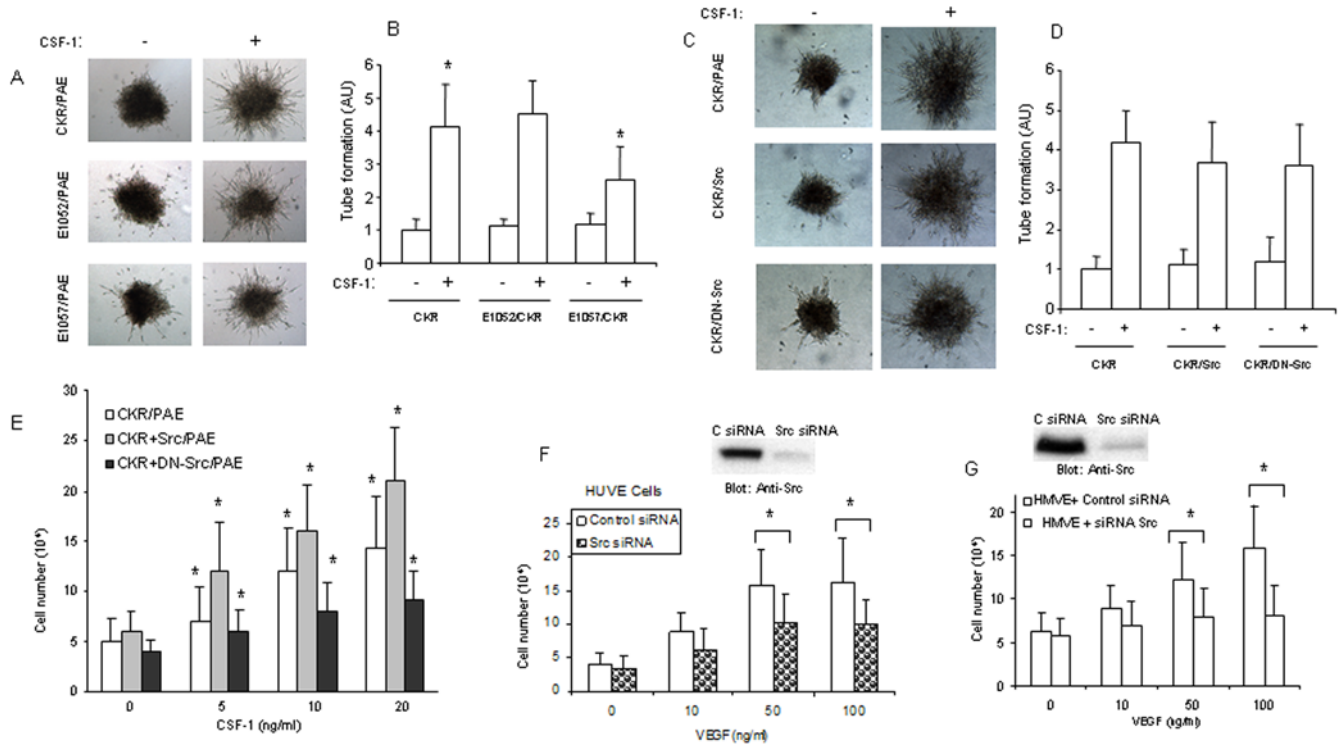 CSF-1: - +
A
CKR/PAE
E1052/PAE
E1057/PAE
B
Tube formation (AU)
6
5
4
3
2
1
0
* *
CSF-1: - + - + - +
CKR E1052/CKR E1057/CKR
CSF-1: - +
C
CKR/PAE
CKR/Src
CKR/DN-Src
D
Tube formation (AU)
6
5
4
3
2
1
0
CSF-1: - + - + - +
CKR CKR/Src CKR/DN-Src
E
Cell number (10⁴)
30
25
20
15
10
5
0
CKR/PAE
CKR+Src/PAE
CKR+DN-Src/PAE
* * * * * * * * *
0 5 10 20
CSF-1 (ng/ml)
F
C siRNA Src siRNA
Blot: Anti-Src
HUVE Cells
Control siRNA
Src siRNA
Cell number (10⁴)
25
20
15
10
5
0
* *
0 10 50 100
VEGF (ng/ml)
C siRNA Src siRNA
Blot: Anti-Src
G
HMVE+ Control siRNA
HMVE + siRNA Src
Cell number (10⁴)
20
15
10
5
0
* *
0 10 50 100
VEGF (ng/ml)